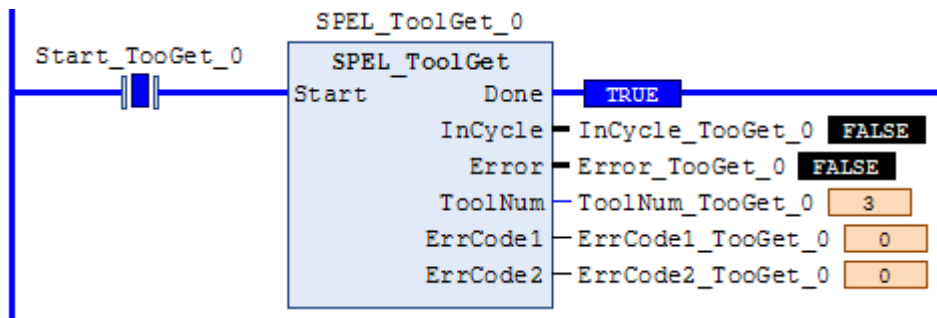 SPEL_ToolGet_0
Start_TooGet_0
SPEL_ToolGet
Start Done TRUE
InCycle InCycle_TooGet_0 FALSE
Error Error_TooGet_0 FALSE
ToolNum ToolNum_TooGet_0 3
ErrCode1 ErrCode1_TooGet_0 0
ErrCode2 ErrCode2_TooGet_0 0